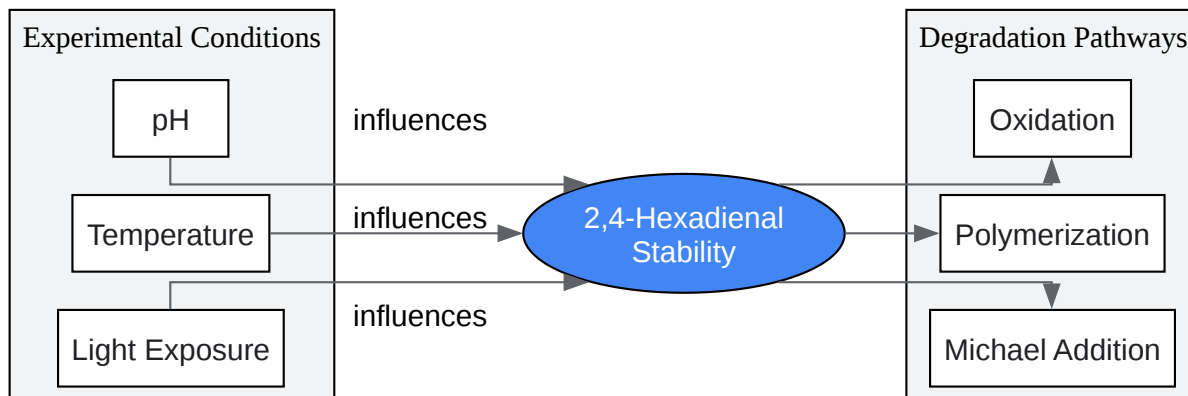 Experimental Conditions
pH
Temperature
Light Exposure
influences
influences
influences
2,4-Hexadienal
Stability
Degradation Pathways
Oxidation
Polymerization
Michael Addition